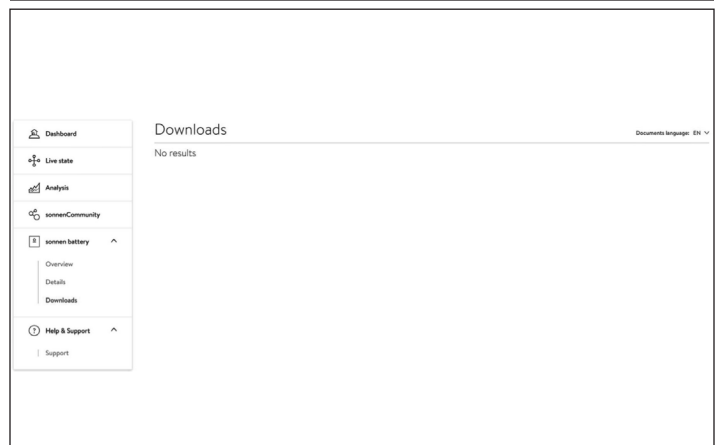 Dashboard
Live state
Analysis
sonnenCommunity
sonnen battery
Overview
Details
Downloads
Help & Support
Support
Downloads
Documents language: EN
No results